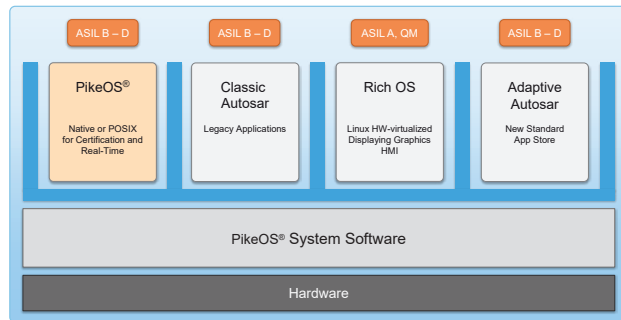 ASIL B – D
ASIL B – D
ASIL A, QM
ASIL B – D
PikeOS®
Native or POSIX
for Certification and
Real-Time
Classic
Autosar
Legacy Applications
Rich OS
Linux HW-virtualized
Displaying Graphics
HMI
Adaptive
Autosar
New Standard
App Store
PikeOS® System Software
Hardware